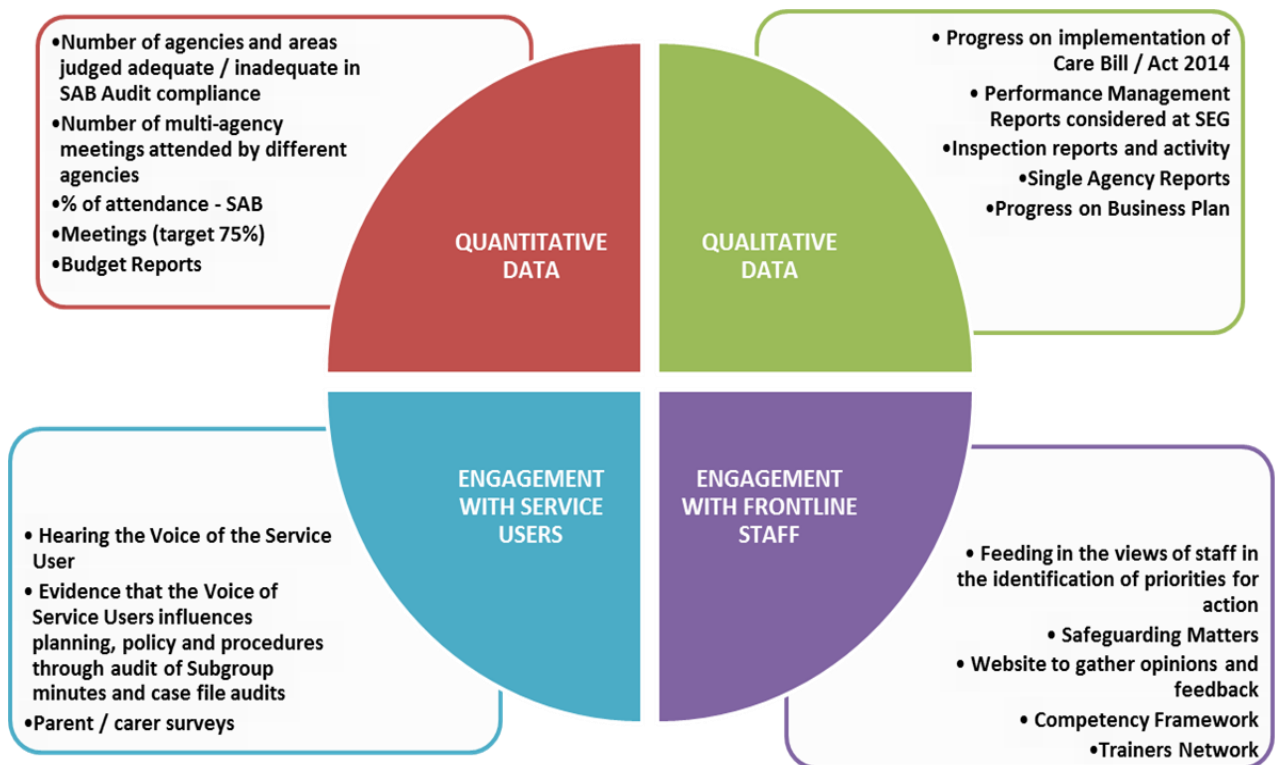 •Number of agencies and areas
judged adequate / inadequate in
SAB Audit compliance
•Number of multi-agency
meetings attended by different
agencies
•% of attendance - SAB
•Meetings (target 75%)
•Budget Reports
• Progress on implementation of
Care Bill / Act 2014
• Performance Management
Reports considered at SEG
•Inspection reports and activity
•Single Agency Reports
•Progress on Business Plan
QUANTITATIVE
DATA
QUALITATIVE
DATA
ENGAGEMENT
WITH SERVICE
USERS
ENGAGEMENT
WITH FRONTLINE
STAFF
• Hearing the Voice of the Service
User
• Evidence that the Voice of
Service Users influences
planning, policy and procedures
through audit of Subgroup
minutes and case file audits
•Parent / carer surveys
• Feeding in the views of staff in
the identification of priorities for
action
• Safeguarding Matters
• Website to gather opinions and
feedback
• Competency Framework
•Trainers Network